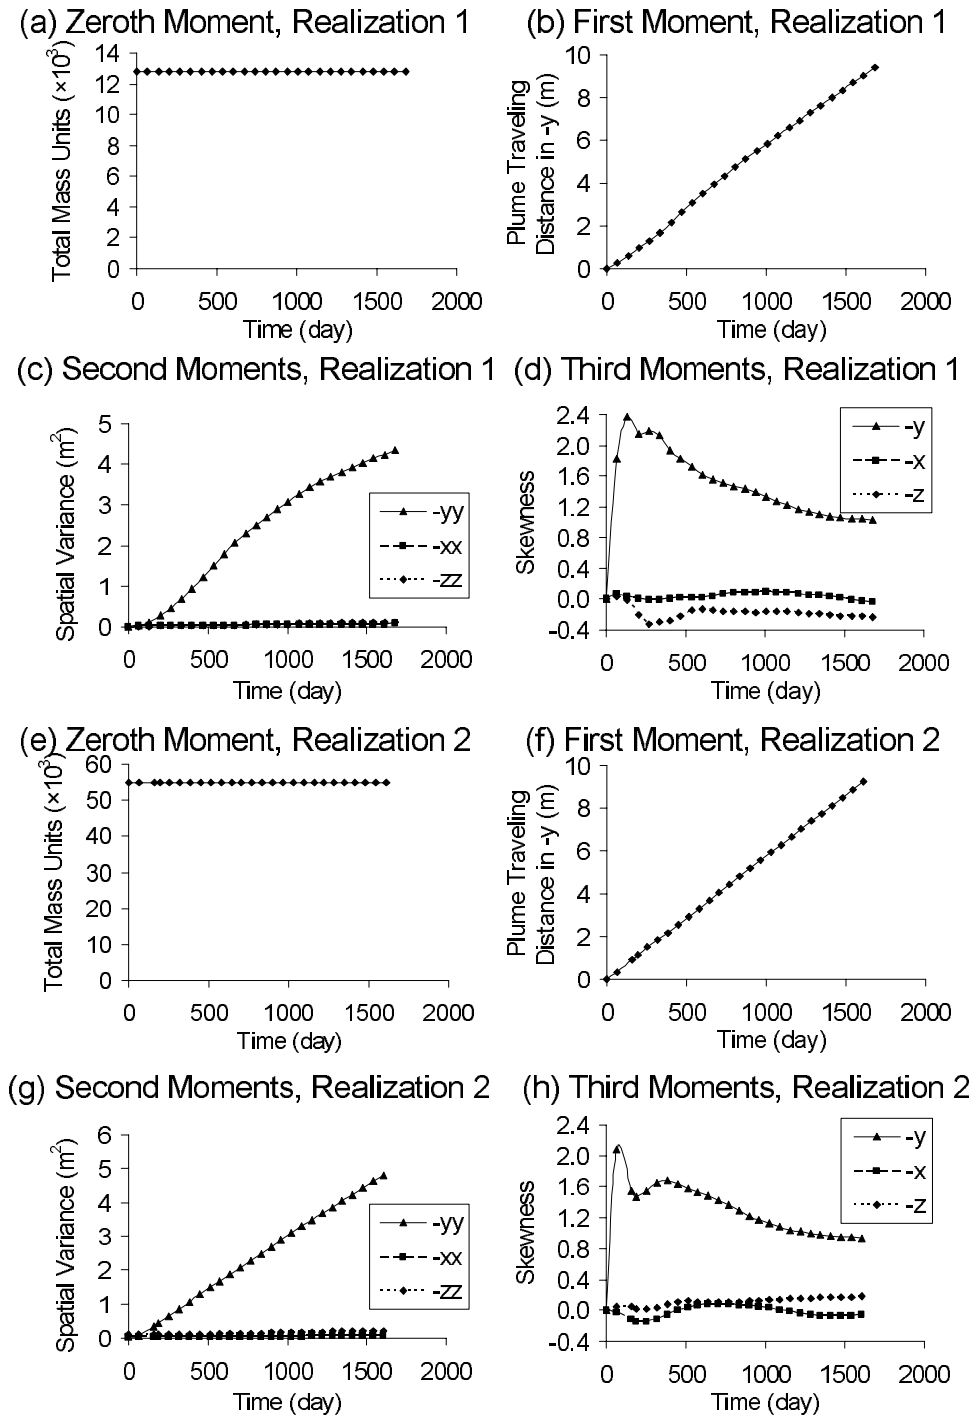 (a) Zeroth Moment, Realization 1
Total Mass Units (×10³)
14
12
10
8
6
4
2
0
0 500 1000 1500 2000
Time (day)
(b) First Moment, Realization 1
Plume Traveling
Distance in -y (m)
10
8
6
4
2
0
0 500 1000 1500 2000
Time (day)
(c) Second Moments, Realization 1
Spatial Variance (m²)
5
4
3
2
1
0
-yy
-xx
-zz
0 500 1000 1500 2000
Time (day)
(d) Third Moments, Realization 1
Skewness
2.4
2.0
1.6
1.2
0.8
0.4
0.0
-0.4
-y
-x
-z
0 500 1000 1500 2000
Time (day)
(e) Zeroth Moment, Realization 2
Total Mass Units (×10³)
60
50
40
30
20
10
0
0 500 1000 1500 2000
Time (day)
(f) First Moment, Realization 2
Plume Traveling
Distance in -y (m)
10
8
6
4
2
0
0 500 1000 1500 2000
Time (day)
(g) Second Moments, Realization 2
Spatial Variance (m²)
6
5
4
3
2
1
0
-yy
-xx
-zz
0 500 1000 1500 2000
Time (day)
(h) Third Moments, Realization 2
Skewness
2.4
2.0
1.6
1.2
0.8
0.4
0.0
-0.4
-y
-x
-z
0 500 1000 1500 2000
Time (day)